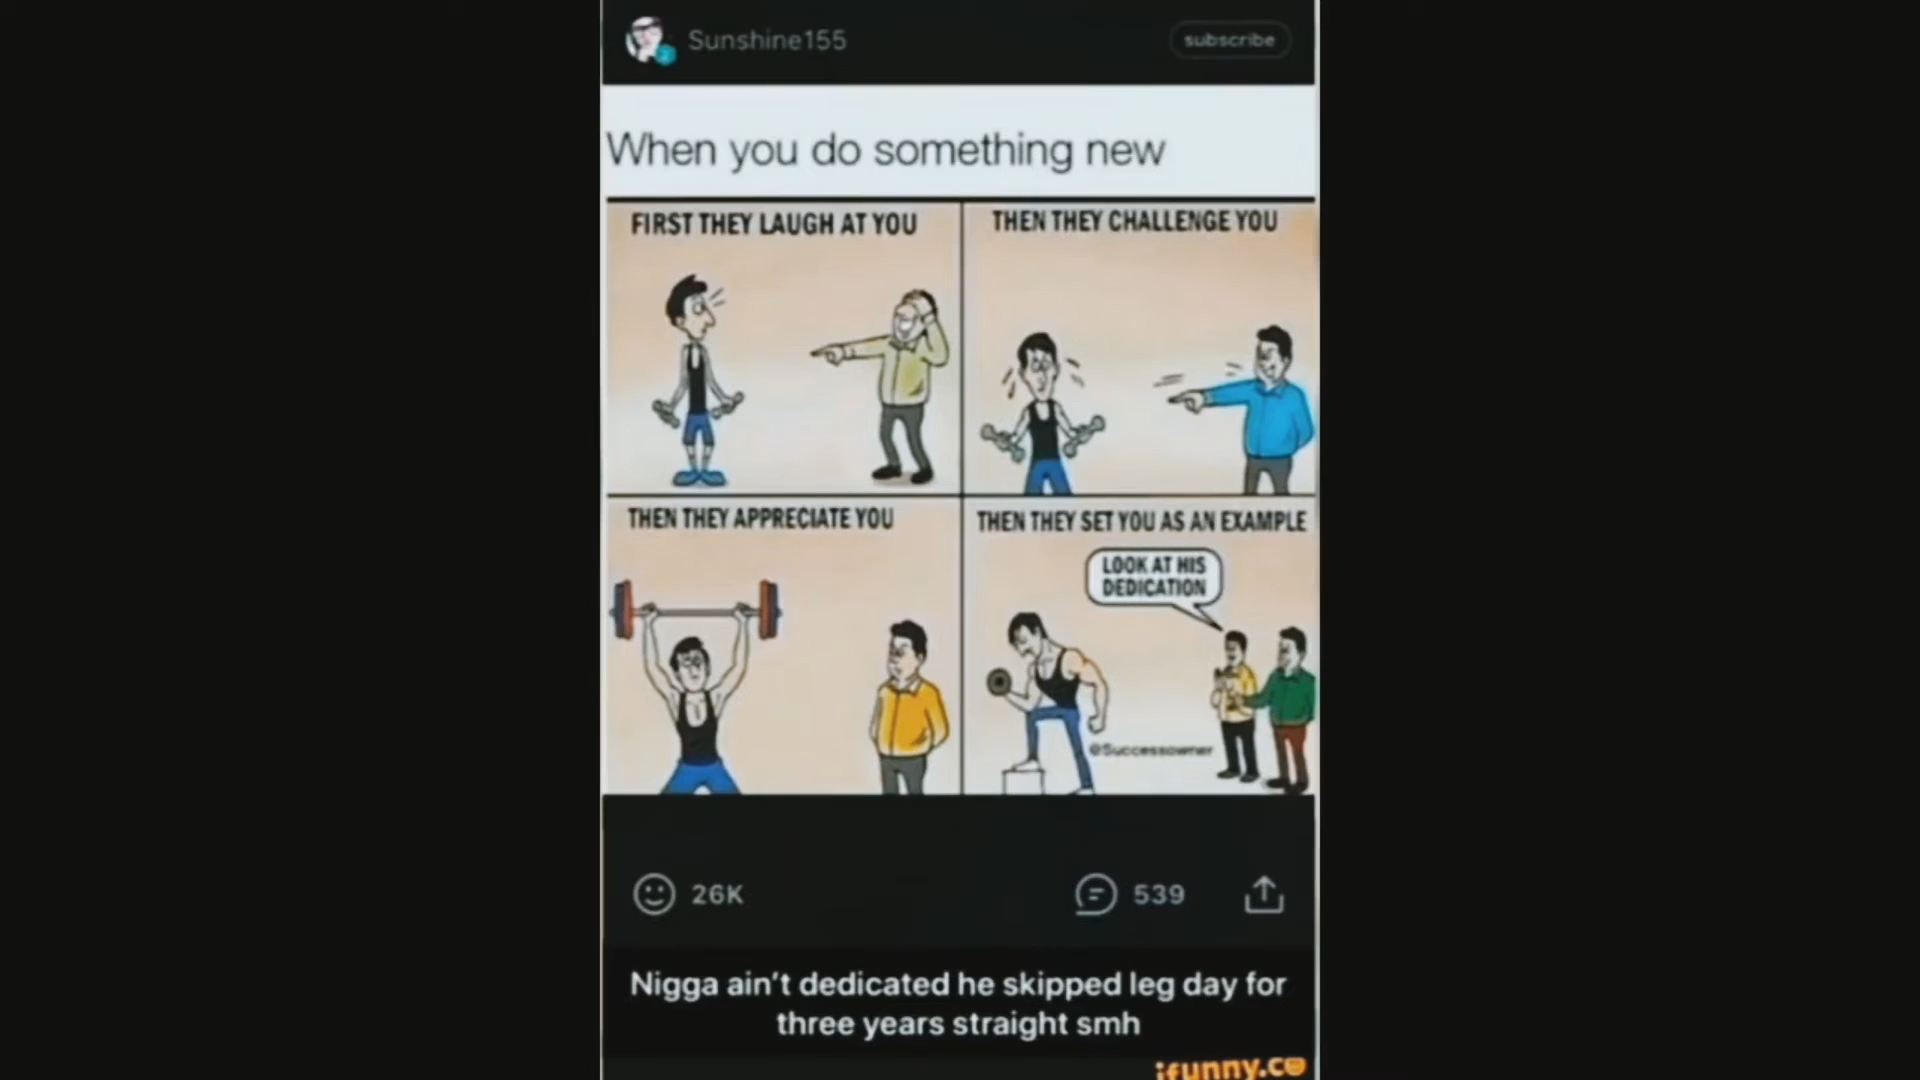 Sunshine155
subscribe
When you do something new
FIRST THEY LAUGH AT YOU
THEN THEY CHALLENGE YOU
THEN THEY APPRECIATE YOU
THEN THEY SET YOU AS AN EXAMPLE
LOOK AT HIS
DEDICATION
@Successowner
26K
539
Nigga ain't dedicated he skipped leg day for
three years straight smh
ifunny.co